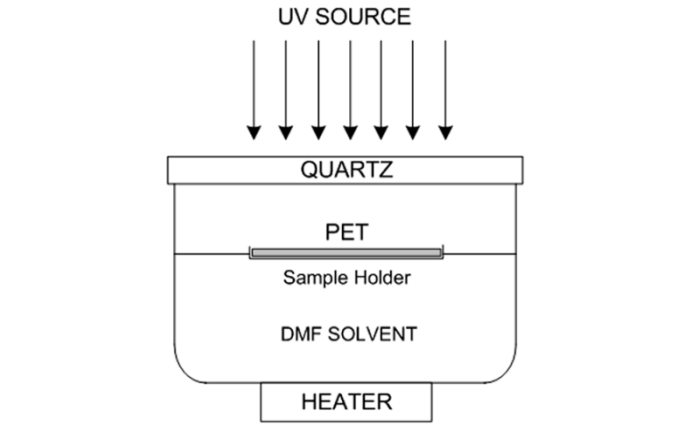 UV SOURCE
QUARTZ
PET
Sample Holder
DMF SOLVENT
HEATER